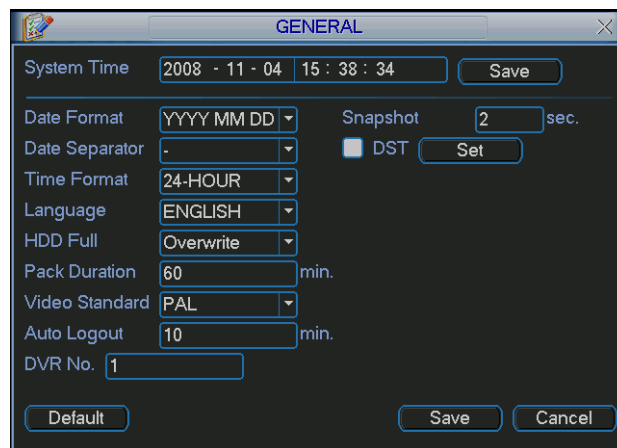 GENERAL
System Time 2008 - 11 - 04 15 : 38 : 34 Save
Date Format YYYY MM DD Snapshot 2 sec.
Date Separator - DST Set
Time Format 24-HOUR
Language ENGLISH
HDD Full Overwrite
Pack Duration 60 min.
Video Standard PAL
Auto Logout 10 min.
DVR No. 1
Default Save Cancel